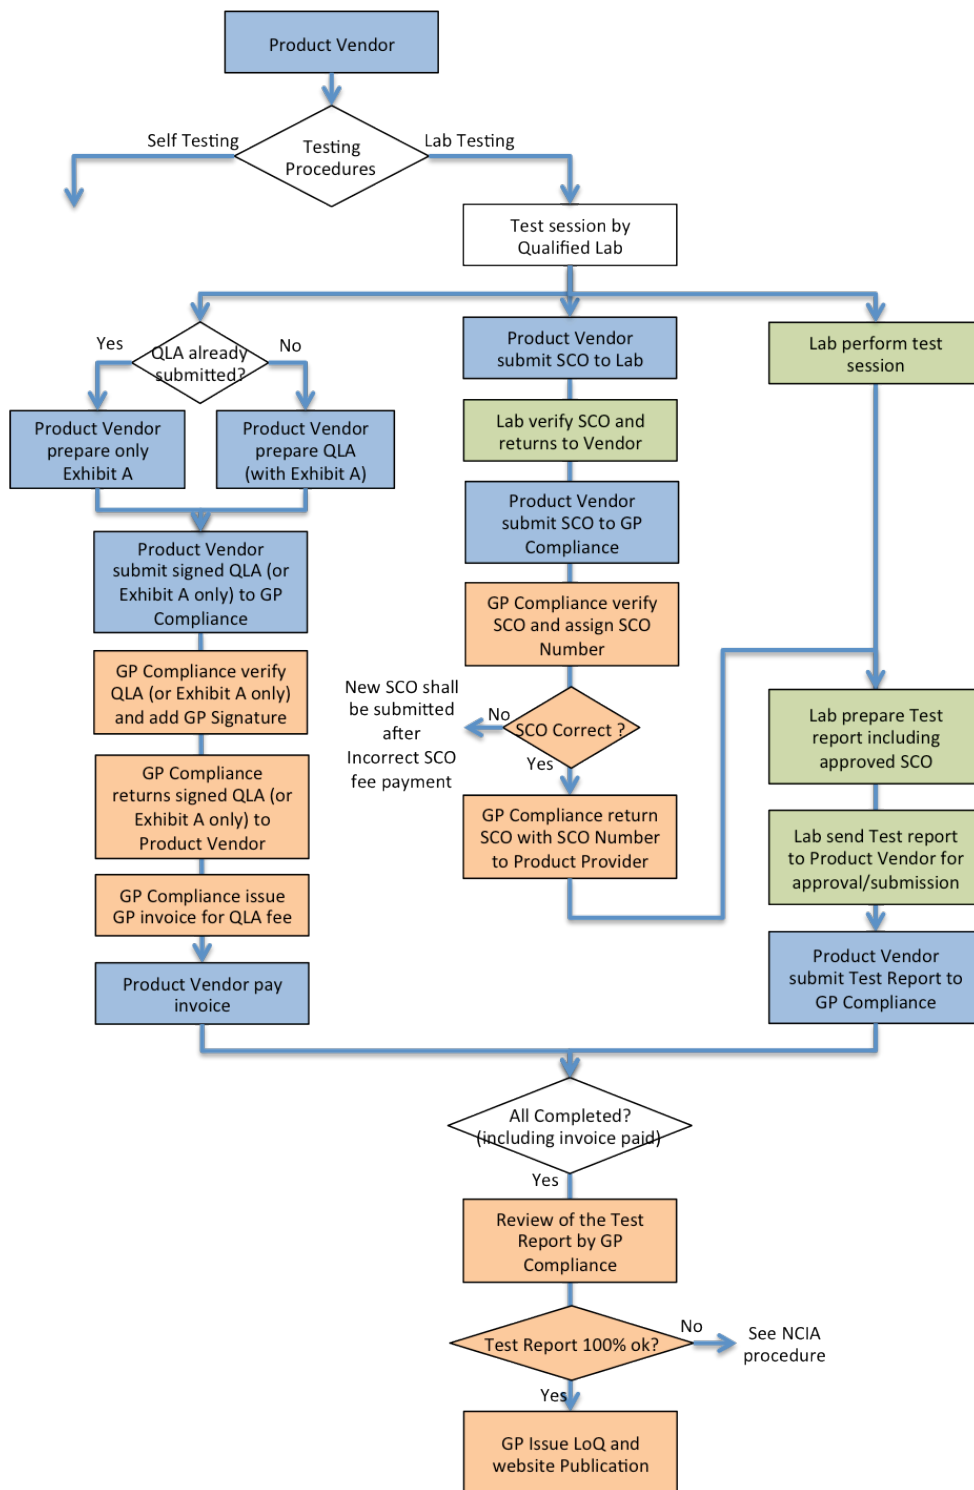 Product Vendor
Self Testing
Testing
Procedures
Lab Testing
Test session by
Qualified Lab
Yes
QLA already
submitted?
No
Product Vendor
prepare only
Exhibit A
Product Vendor
prepare QLA
(with Exhibit A)
Product Vendor
submit signed QLA (or
Exhibit A only) to GP
Compliance
GP Compliance verify
QLA (or Exhibit A only)
and add GP Signature
GP Compliance
returns signed QLA (or
Exhibit A only) to
Product Vendor
GP Compliance issue
GP invoice for QLA fee
Product Vendor pay
invoice
Product Vendor
submit SCO to Lab
Lab verify SCO and
returns to Vendor
Product Vendor
submit SCO to GP
Compliance
GP Compliance verify
SCO and assign SCO
Number
SCO Correct ?
No
New SCO shall
be submitted
after
Incorrect SCO
fee payment
Yes
GP Compliance return
SCO with SCO Number
to Product Provider
Lab perform test
session
Lab prepare Test
report including
approved SCO
Lab send Test report
to Product Vendor for
approval/submission
Product Vendor
submit Test Report to
GP Compliance
All Completed?
(including invoice paid)
Yes
Review of the Test
Report by GP
Compliance
Test Report 100% ok?
No
See NCIA
procedure
Yes
GP Issue LoQ and
website Publication